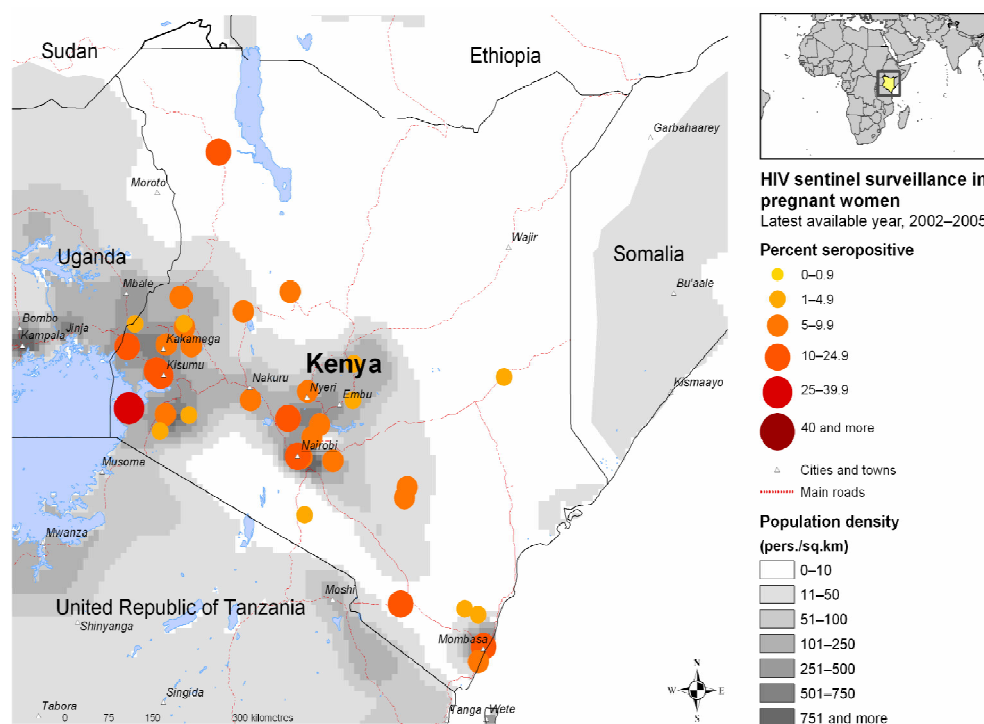 Sudan
Ethiopia
Garbahaarey
Moroto
Wajir
Uganda
Somalia
Mbale
Bu'aale
Bombo
Jinja
Kampala
Kakamega
Kisumu
Kenya
Nakuru
Nyeri
Embu
Kismaayo
Nairobi
Musoma
Mwanza
Moshi
United Republic of Tanzania
Shinyanga
Mombasa
Singida
Tabora
Tanga
Wete
0 75 150 300 kilometres
N
W E
S
HIV sentinel surveillance in
pregnant women
Latest available year, 2002–2005
Percent seropositive
0–0.9
1–4.9
5–9.9
10–24.9
25–39.9
40 and more
Cities and towns
Main roads
Population density
(pers./sq.km)
0–10
11–50
51–100
101–250
251–500
501–750
751 and more